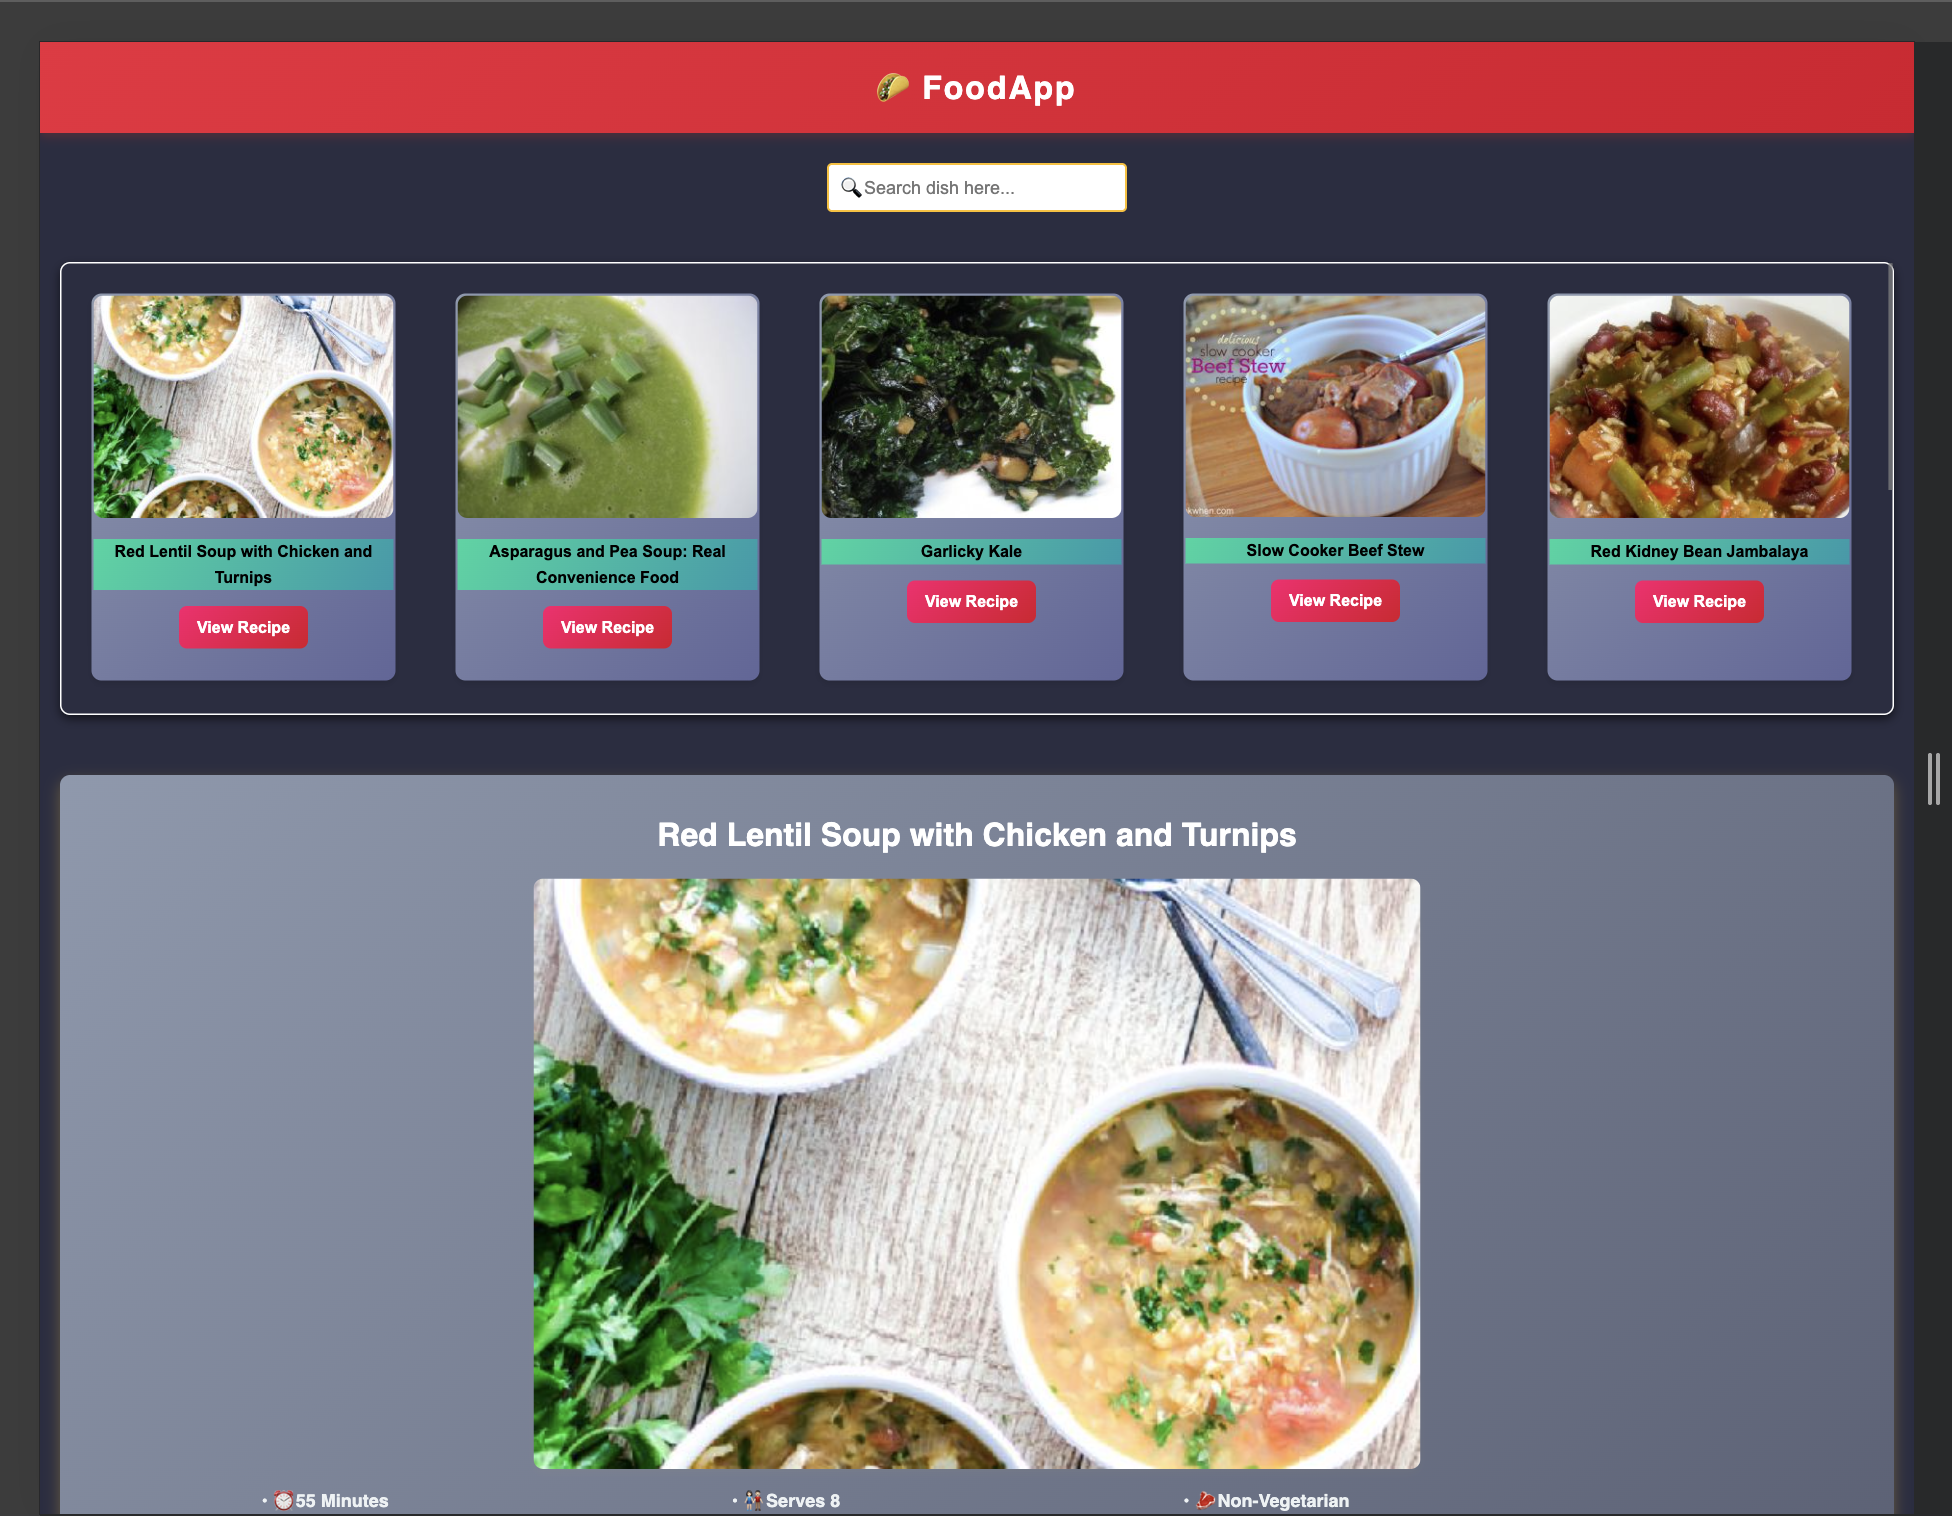 🌮 FoodApp
🔍Search dish here...
delicious
slow cooker
Beef Stew
recipe
kwhen.com
Red Lentil Soup with Chicken and
Turnips
View Recipe
Asparagus and Pea Soup: Real
Convenience Food
View Recipe
Garlicky Kale
View Recipe
Slow Cooker Beef Stew
View Recipe
Red Kidney Bean Jambalaya
View Recipe
Red Lentil Soup with Chicken and Turnips
• ⏰55 Minutes
• 👫Serves 8
• 🥩Non-Vegetarian